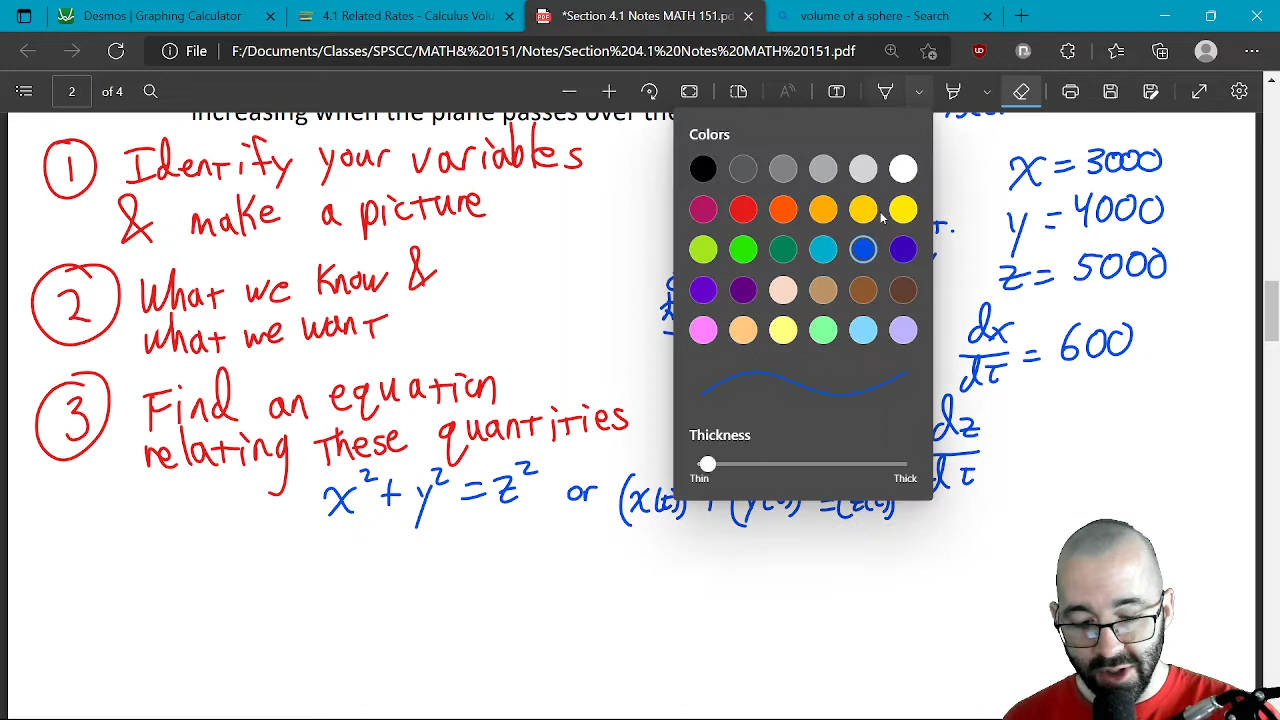 Desmos | Graphing Calculator
4.1 Related Rates - Calculus Volu
*Section 4.1 Notes MATH 151.pd
volume of a sphere - Search
File
F:/Documents/Classes/SPSCC/MATH&%20151/Notes/Section%204.1%20Notes%20MATH%20151.pdf
2 of 4
increasing when the plane passes over the
① Identify your variables
& make a picture
② What we know &
what we want
③ Find an equation
relating these quantities
x² + y² = z² or (x(t))
Colors
Thickness
Thin
Thick
x = 3000
y = 4000
z = 5000
dx/dt = 600
dz/dt